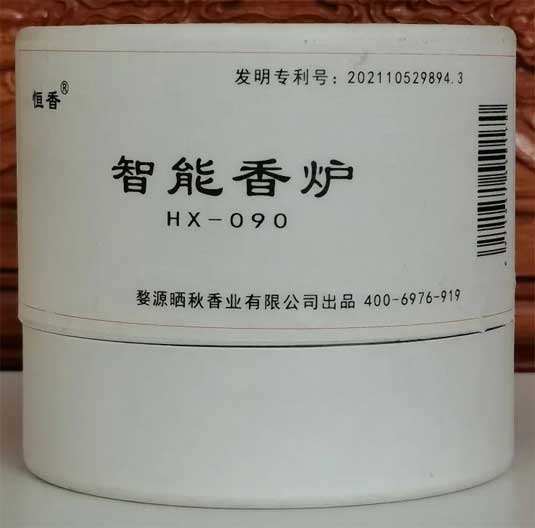 发明专利号：202110529894.3
恒香®
智能香炉
HX-090
婺源晒秋香业有限公司出品 400-6976-919